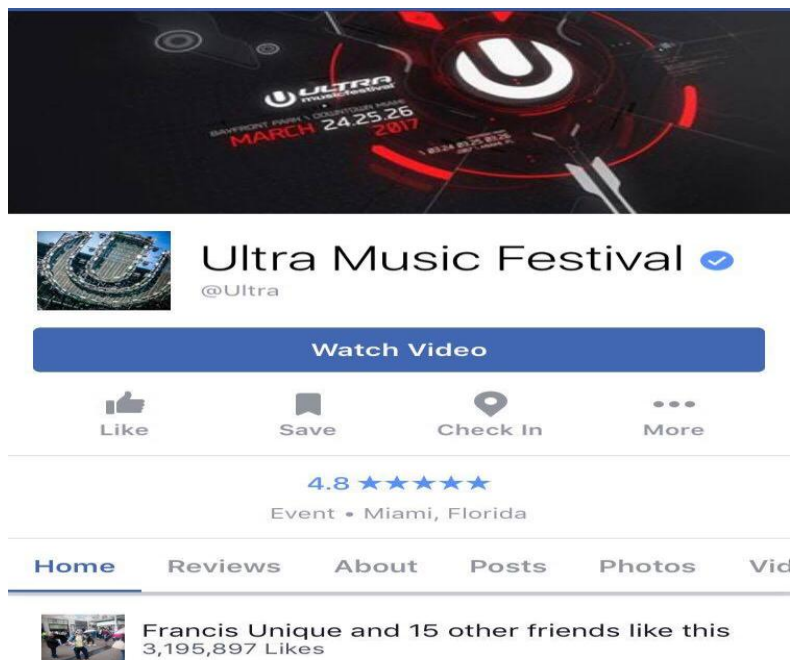 ULTRA
musicfestival
BAYFRONT PARK \ DOWNTOWN MIAMI
MARCH 24.25.26
2017
Ultra Music Festival
@Ultra
Watch Video
Like Save Check In More
4.8 ★★★★★
Event • Miami, Florida
Home Reviews About Posts Photos Vid
Francis Unique and 15 other friends like this
3,195,897 Likes